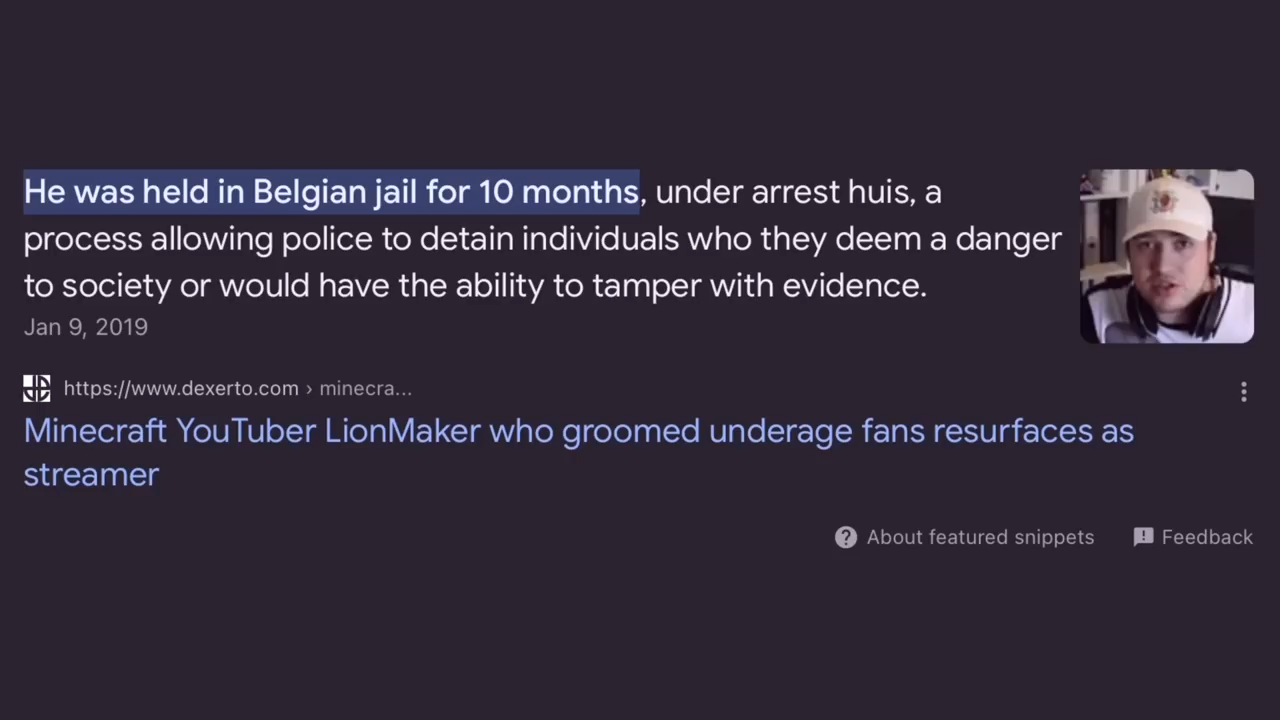 He was held in Belgian jail for 10 months, under arrest huis, a
process allowing police to detain individuals who they deem a danger
to society or would have the ability to tamper with evidence.
Jan 9, 2019
https://www.dexerto.com › minecra...
Minecraft YouTuber LionMaker who groomed underage fans resurfaces as
streamer
About featured snippets
Feedback